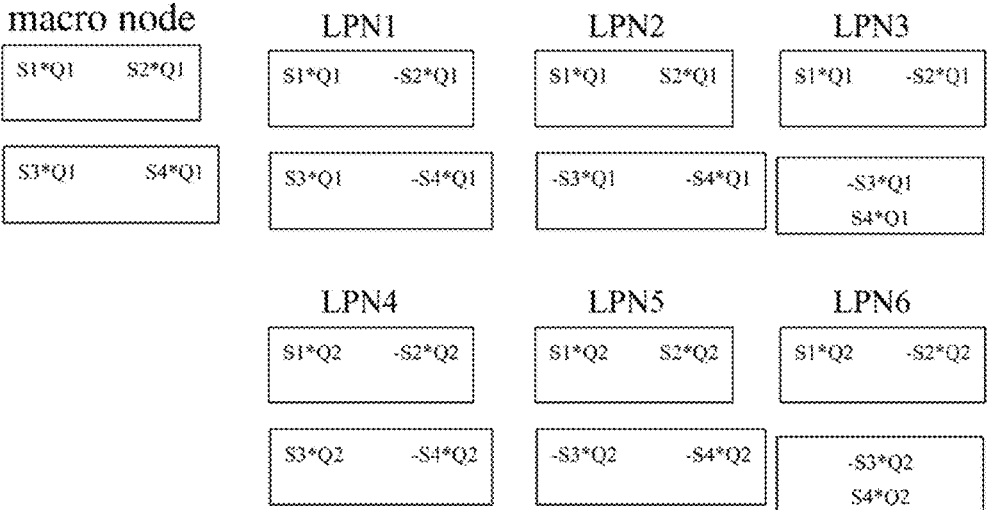 macro node LPN1 LPN2 LPN3
S1*Q1 S2*Q1 S1*Q1 -S2*Q1 S1*Q1 S2*Q1 S1*Q1 -S2*Q1
S3*Q1 S4*Q1 S3*Q1 -S4*Q1 -S3*Q1 -S4*Q1 -S3*Q1
S4*Q1
LPN4 LPN5 LPN6
S1*Q2 -S2*Q2 S1*Q2 S2*Q2 S1*Q2 -S2*Q2
S3*Q2 -S4*Q2 -S3*Q2 -S4*Q2 -S3*Q2
S4*Q2